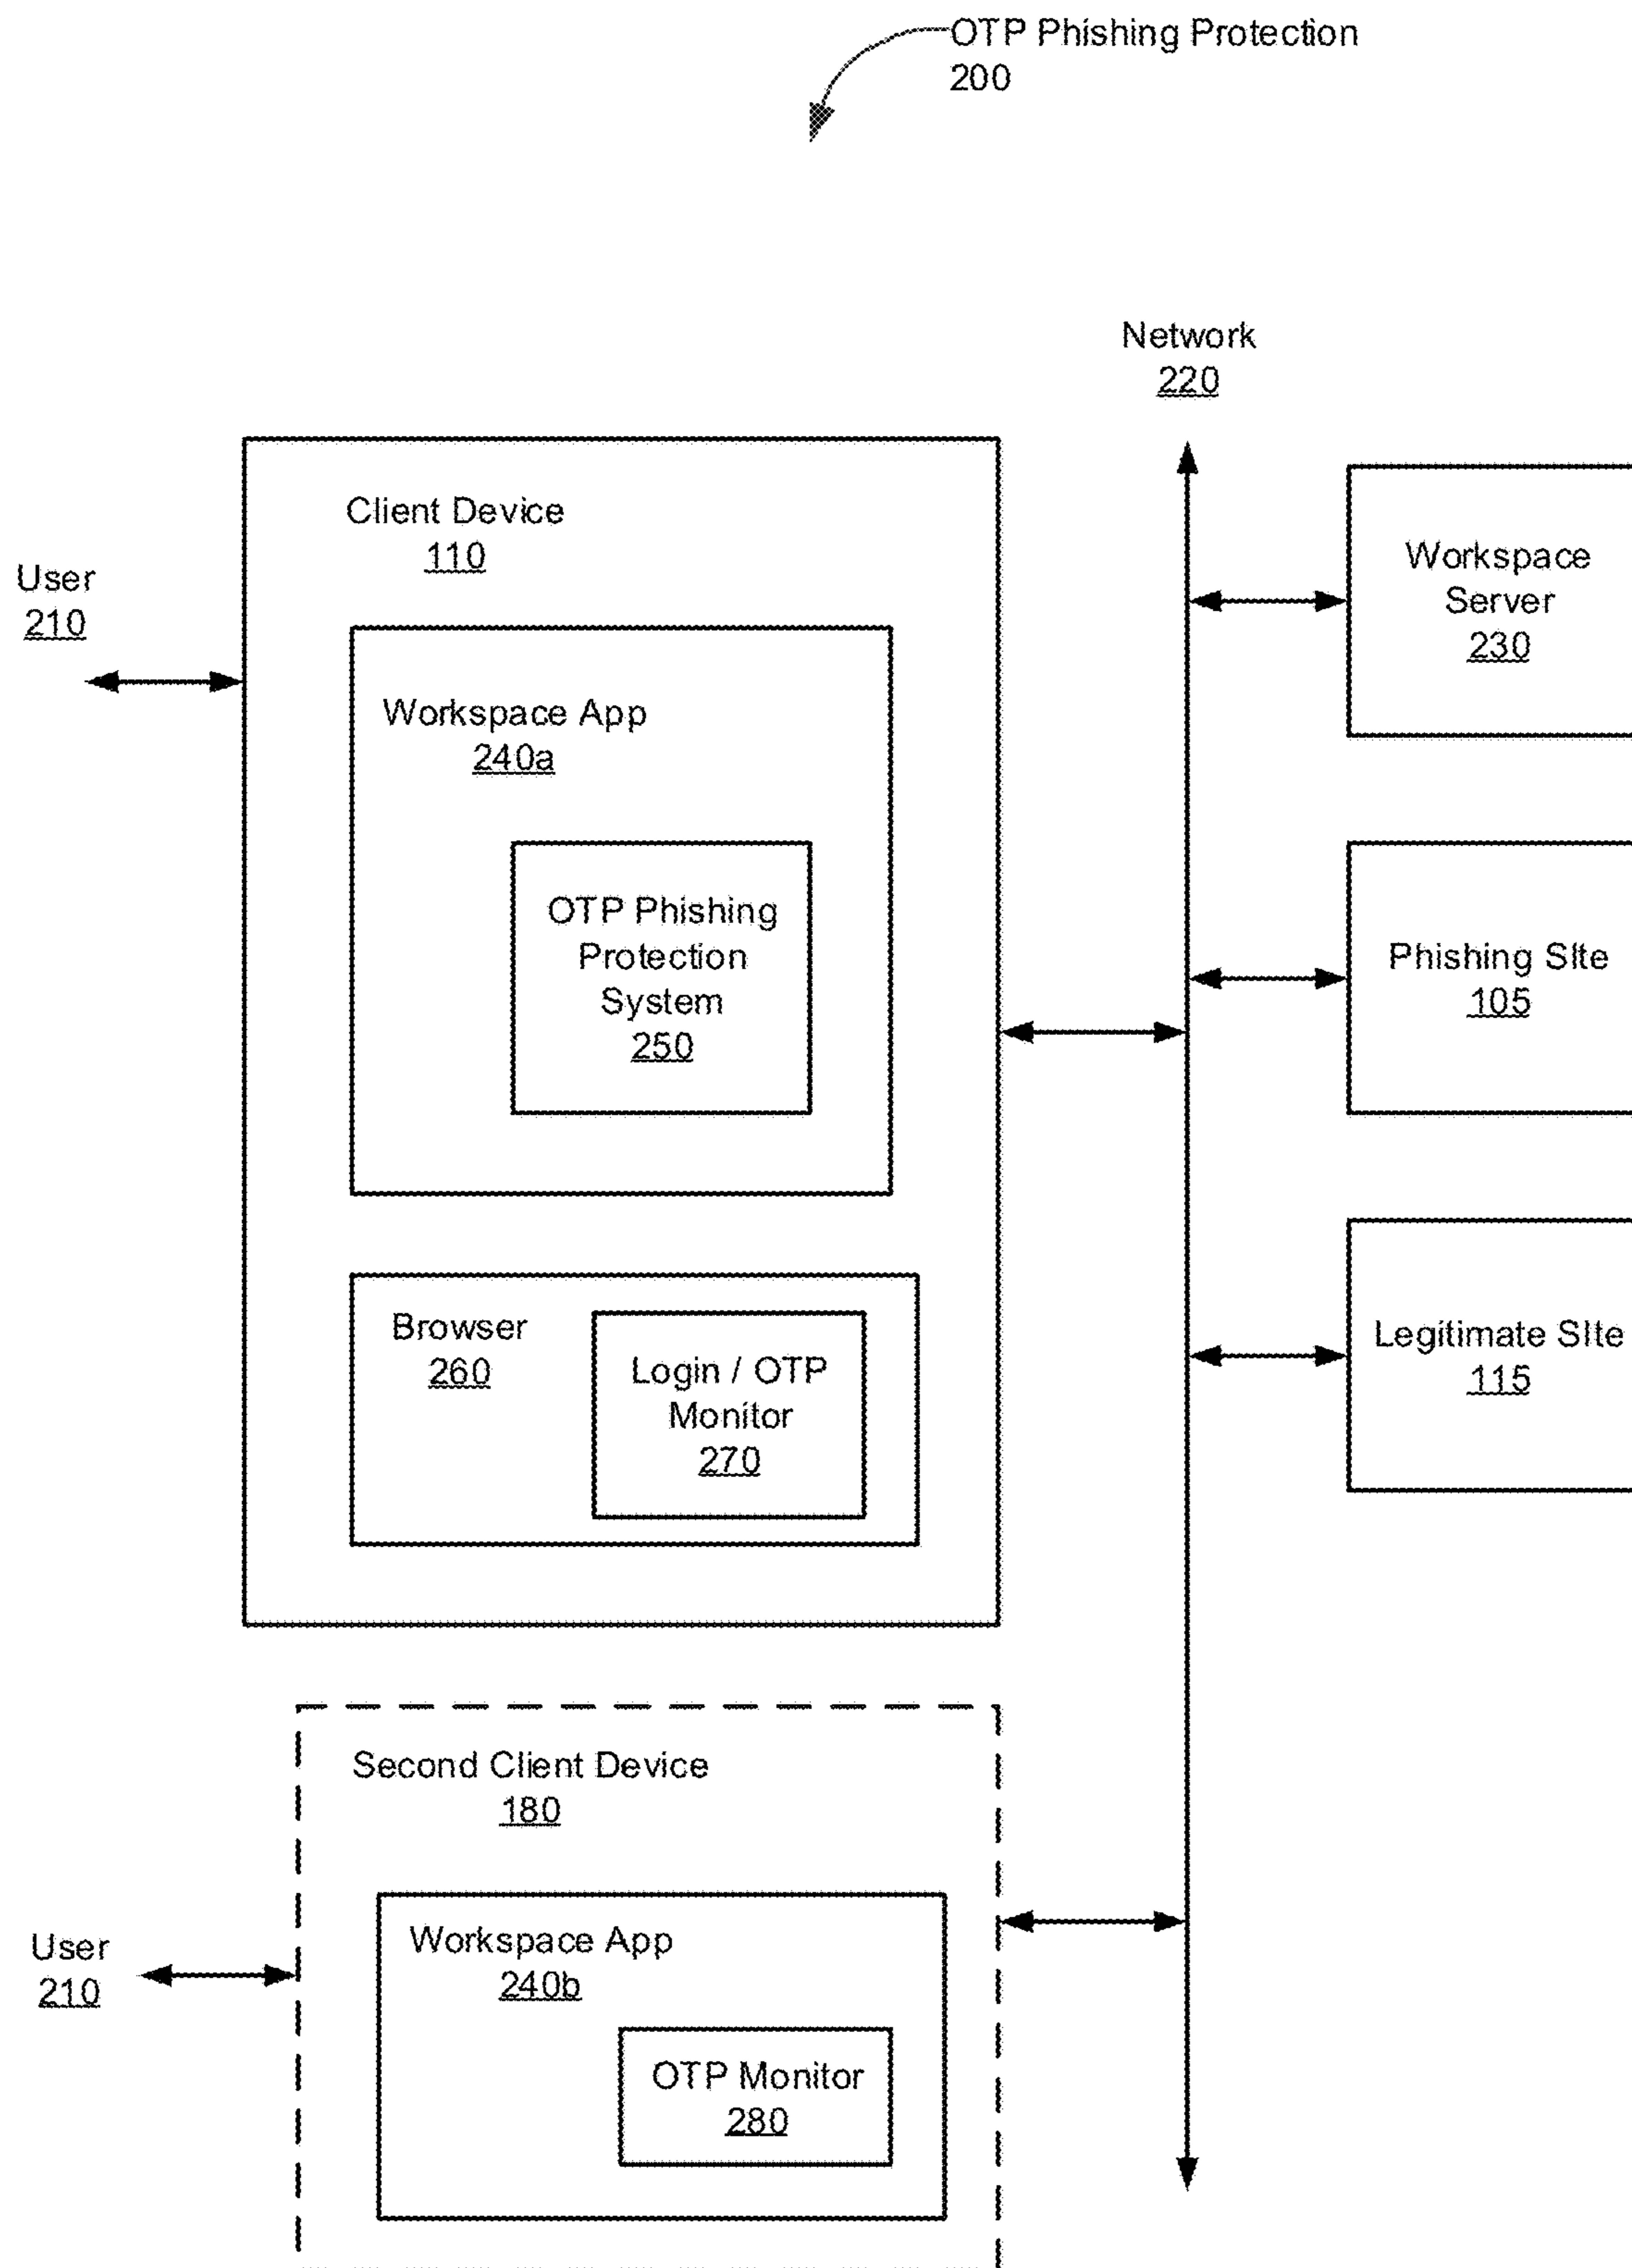 OTP Phishing Protection
200
Network
220
Client Device
110
User
210
Workspace App
240a
OTP Phishing
Protection
System
250
Browser
260
Login / OTP
Monitor
270
Workspace
Server
230
Phishing SIte
105
Legitimate SIte
115
Second Client Device
180
User
210
Workspace App
240b
OTP Monitor
280